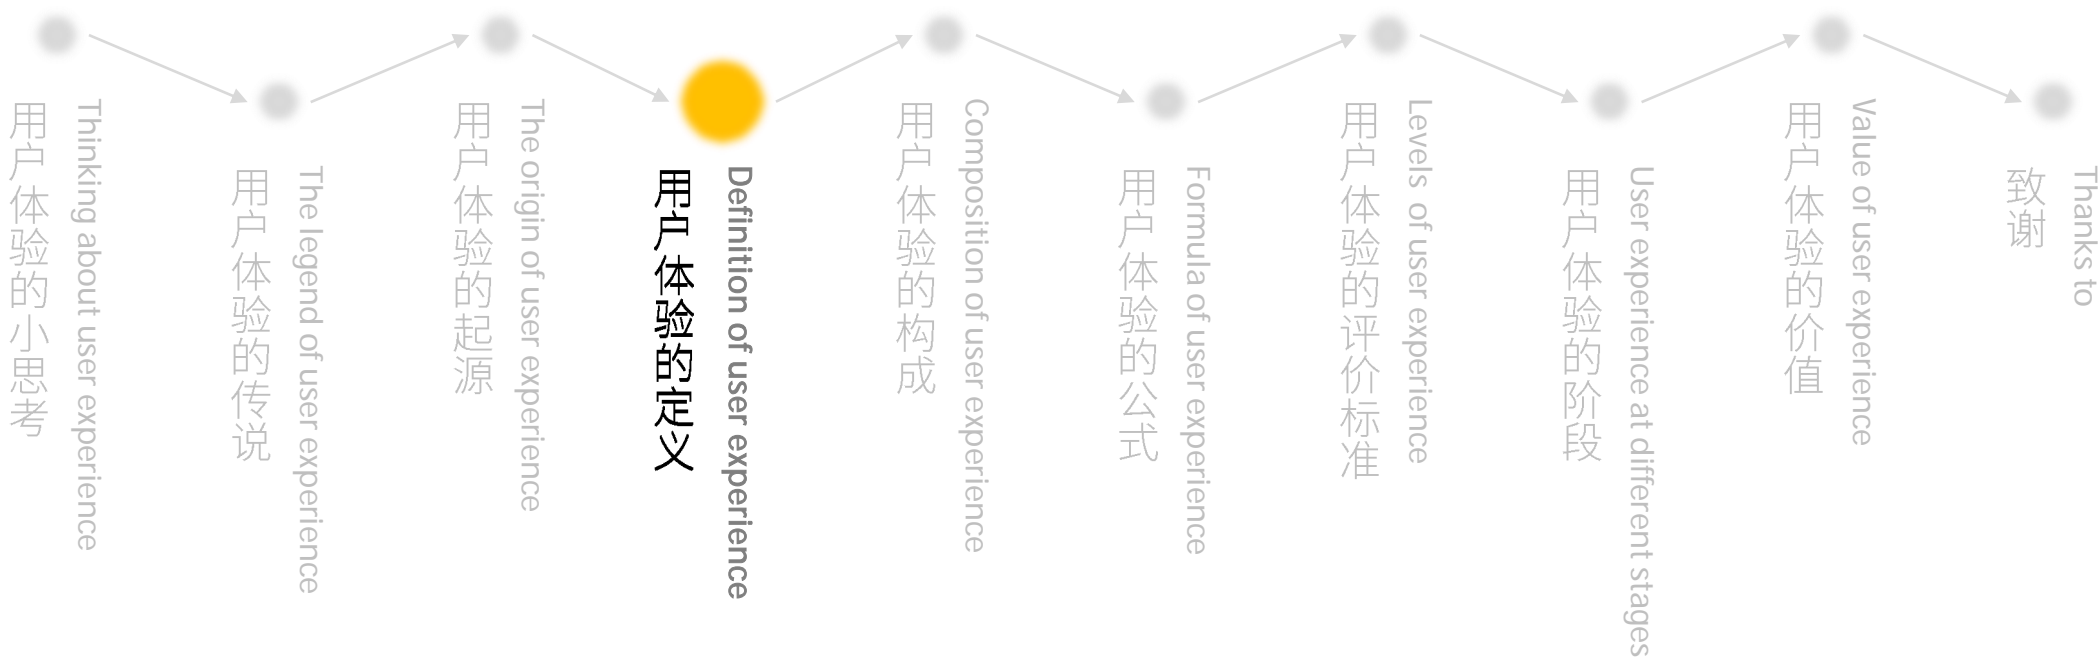 用户体验的小思考
Thinking about user experience
用户体验的传说
The legend of user experience
用户体验的起源
The origin of user experience
用户体验的定义
Definition of user experience
用户体验的构成
Composition of user experience
用户体验的公式
Formula of user experience
用户体验的评价标准
Levels of user experience
用户体验的阶段
User experience at different stages
用户体验的价值
Value of user experience
致谢
Thanks to